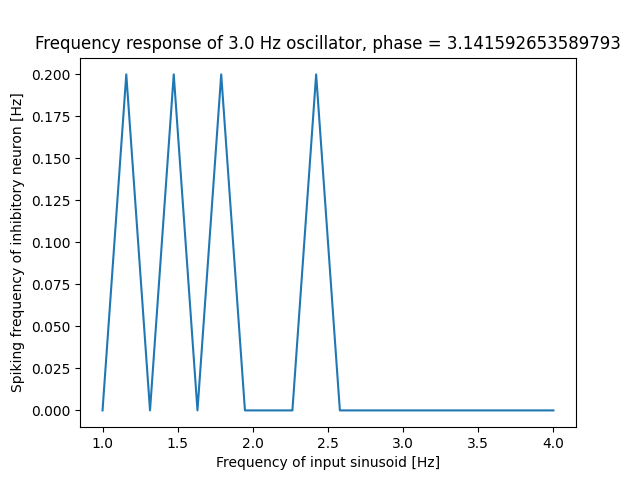 Frequency response of 3.0 Hz oscillator, phase = 3.141592653589793
0.200
0.175
0.150
0.125
0.100
0.075
0.050
0.025
0.000
Spiking frequency of inhibitory neuron [Hz]
1.0 1.5 2.0 2.5 3.0 3.5 4.0
Frequency of input sinusoid [Hz]